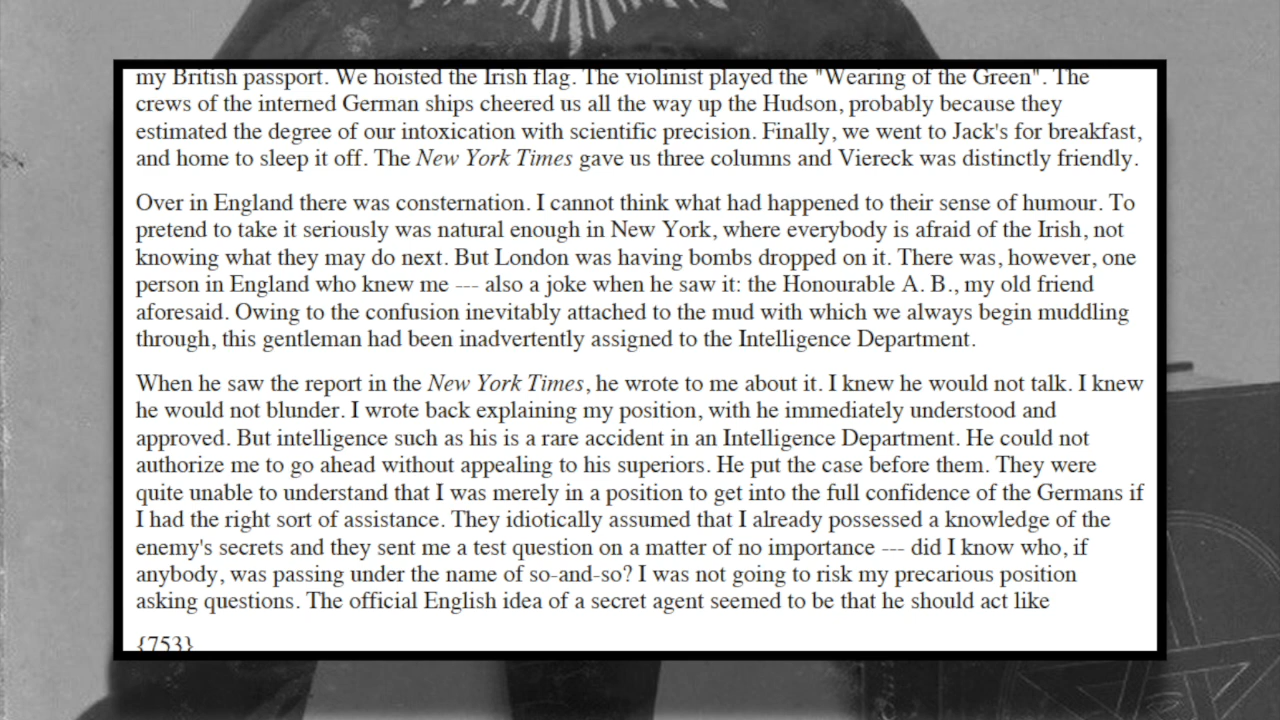 my British passport. We hoisted the Irish flag. The violinist played the "Wearing of the Green". The
crews of the interned German ships cheered us all the way up the Hudson, probably because they
estimated the degree of our intoxication with scientific precision. Finally, we went to Jack's for breakfast,
and home to sleep it off. The New York Times gave us three columns and Viereck was distinctly friendly.
Over in England there was consternation. I cannot think what had happened to their sense of humour. To
pretend to take it seriously was natural enough in New York, where everybody is afraid of the Irish, not
knowing what they may do next. But London was having bombs dropped on it. There was, however, one
person in England who knew me --- also a joke when he saw it: the Honourable A. B., my old friend
aforesaid. Owing to the confusion inevitably attached to the mud with which we always begin muddling
through, this gentleman had been inadvertently assigned to the Intelligence Department.
When he saw the report in the New York Times, he wrote to me about it. I knew he would not talk. I knew
he would not blunder. I wrote back explaining my position, with he immediately understood and
approved. But intelligence such as his is a rare accident in an Intelligence Department. He could not
authorize me to go ahead without appealing to his superiors. He put the case before them. They were
quite unable to understand that I was merely in a position to get into the full confidence of the Germans if
I had the right sort of assistance. They idiotically assumed that I already possessed a knowledge of the
enemy's secrets and they sent me a test question on a matter of no importance --- did I know who, if
anybody, was passing under the name of so-and-so? I was not going to risk my precarious position
asking questions. The official English idea of a secret agent seemed to be that he should act like
{753}